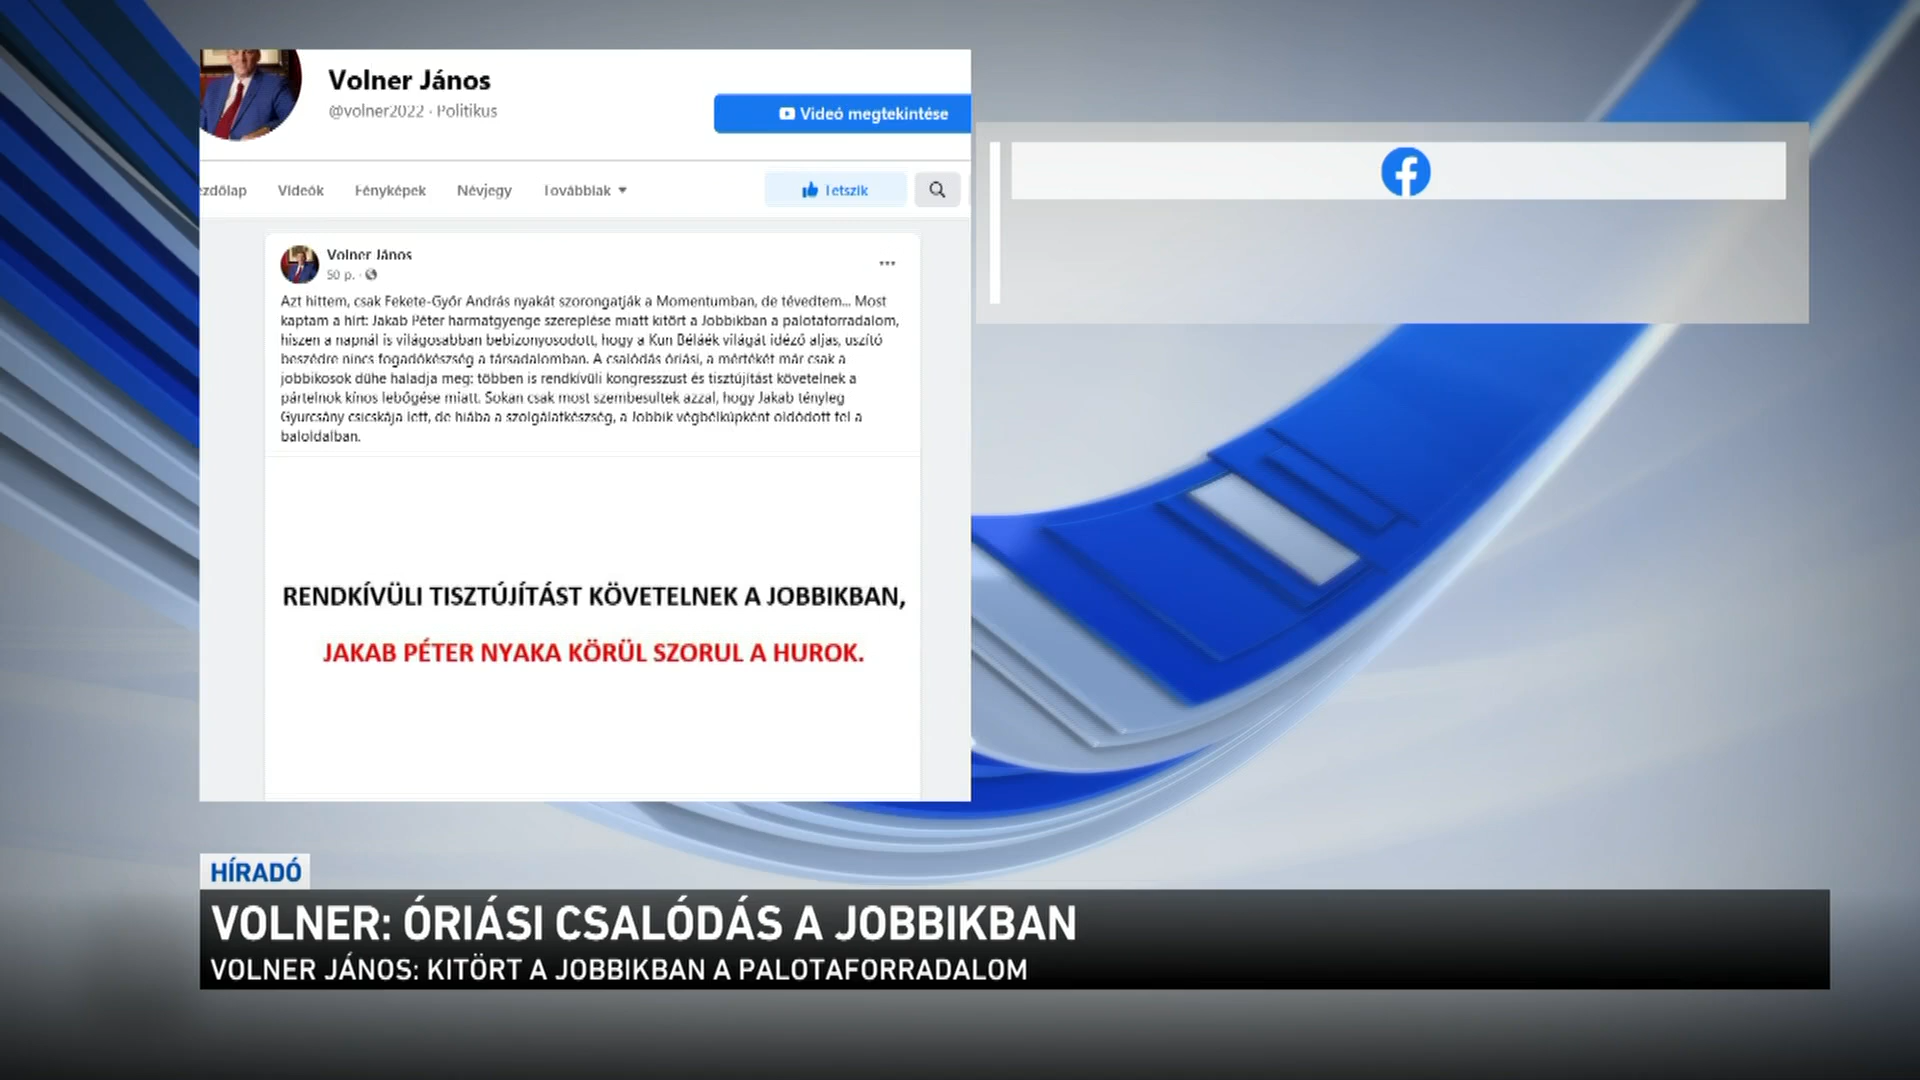 Volner János
@volner2022 · Politikus
Videó megtekintése
ezdőlap Videók Fényképek Névjegy Továbbiak
Tetszik
Volner János
50 p. ·
Azt hittem, csak Fekete-Győr András nyakát szorongatják a Momentumban, de tévedtem... Most
kaptam a hírt: Jakab Péter harmatgyenge szereplése miatt kitört a Jobbikban a palotaforradalom,
hiszen a napnál is világosabban bebizonyosodott, hogy a Kun Béláék világát idéző aljas, uszító
beszédre nincs fogadókészség a társadalomban. A csalódás óriási, a mértékét már csak a
jobbikosok dühe haladja meg: többen is rendkívüli kongresszust és tisztújítást követelnek a
pártelnök kínos lebőgése miatt. Sokan csak most szembesültek azzal, hogy Jakab tényleg
Gyurcsány csicskája lett, de hiába a szolgálatkészség, a Jobbik végbélkúpként oldódott fel a
baloldalban.
RENDKÍVÜLI TISZTÚJÍTÁST KÖVETELNEK A JOBBIKBAN,
JAKAB PÉTER NYAKA KÖRÜL SZORUL A HUROK.
HÍRADÓ
VOLNER: ÓRIÁSI CSALÓDÁS A JOBBIKBAN
VOLNER JÁNOS: KITÖRT A JOBBIKBAN A PALOTAFORRADALOM